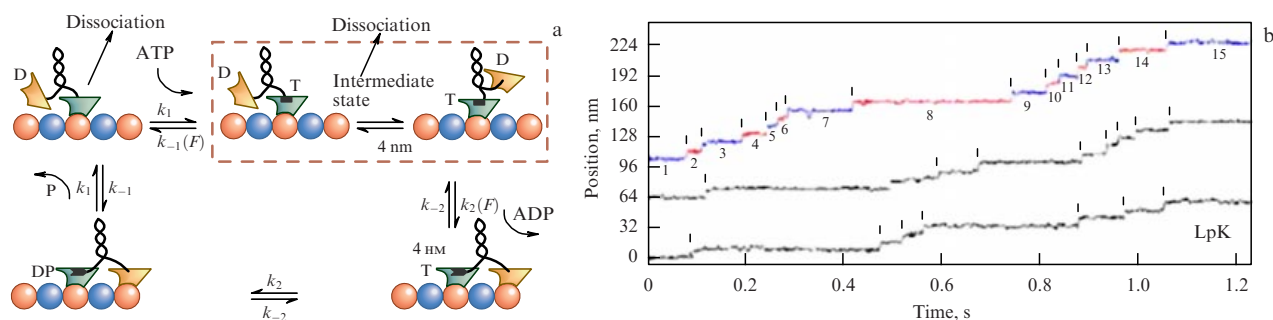 a
Dissociation
Dissociation
ATP
D
D
D
T
T
Intermediate
state
k₁
k₋₁(F)
4 nm
P
k₁
k₋₁
k₋₂
k₂(F)
ADP
DP
4 нм
T
k₂
k₋₂
b
Position, nm
224
192
160
128
96
64
32
0
1
2
3
4
5
6
7
8
9
10
11
12
13
14
15
LpK
0
0.2
0.4
0.6
0.8
1.0
1.2
Time, s